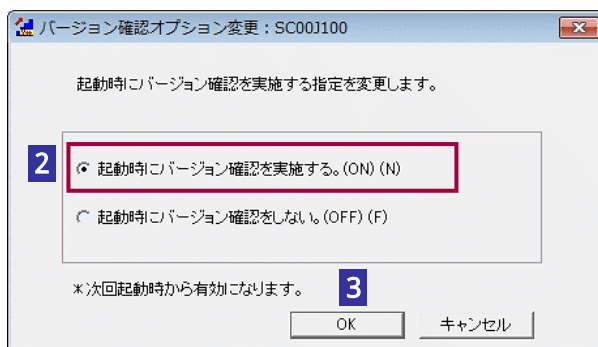 バージョン確認オプション変更：SC00J100
起動時にバージョン確認を実施する指定を変更します。
2
起動時にバージョン確認を実施する。(ON) (N)
起動時にバージョン確認をしない。(OFF) (F)
*次回起動時から有効になります。
3
OK キャンセル